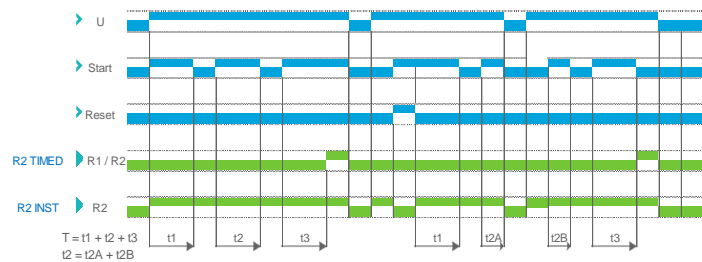 U
Start
Reset
R2 TIMED R1 / R2
R2 INST R2
t1 t2 t3 t1 t2A t2B t3
T = t1 + t2 + t3
t2 = t2A + t2B